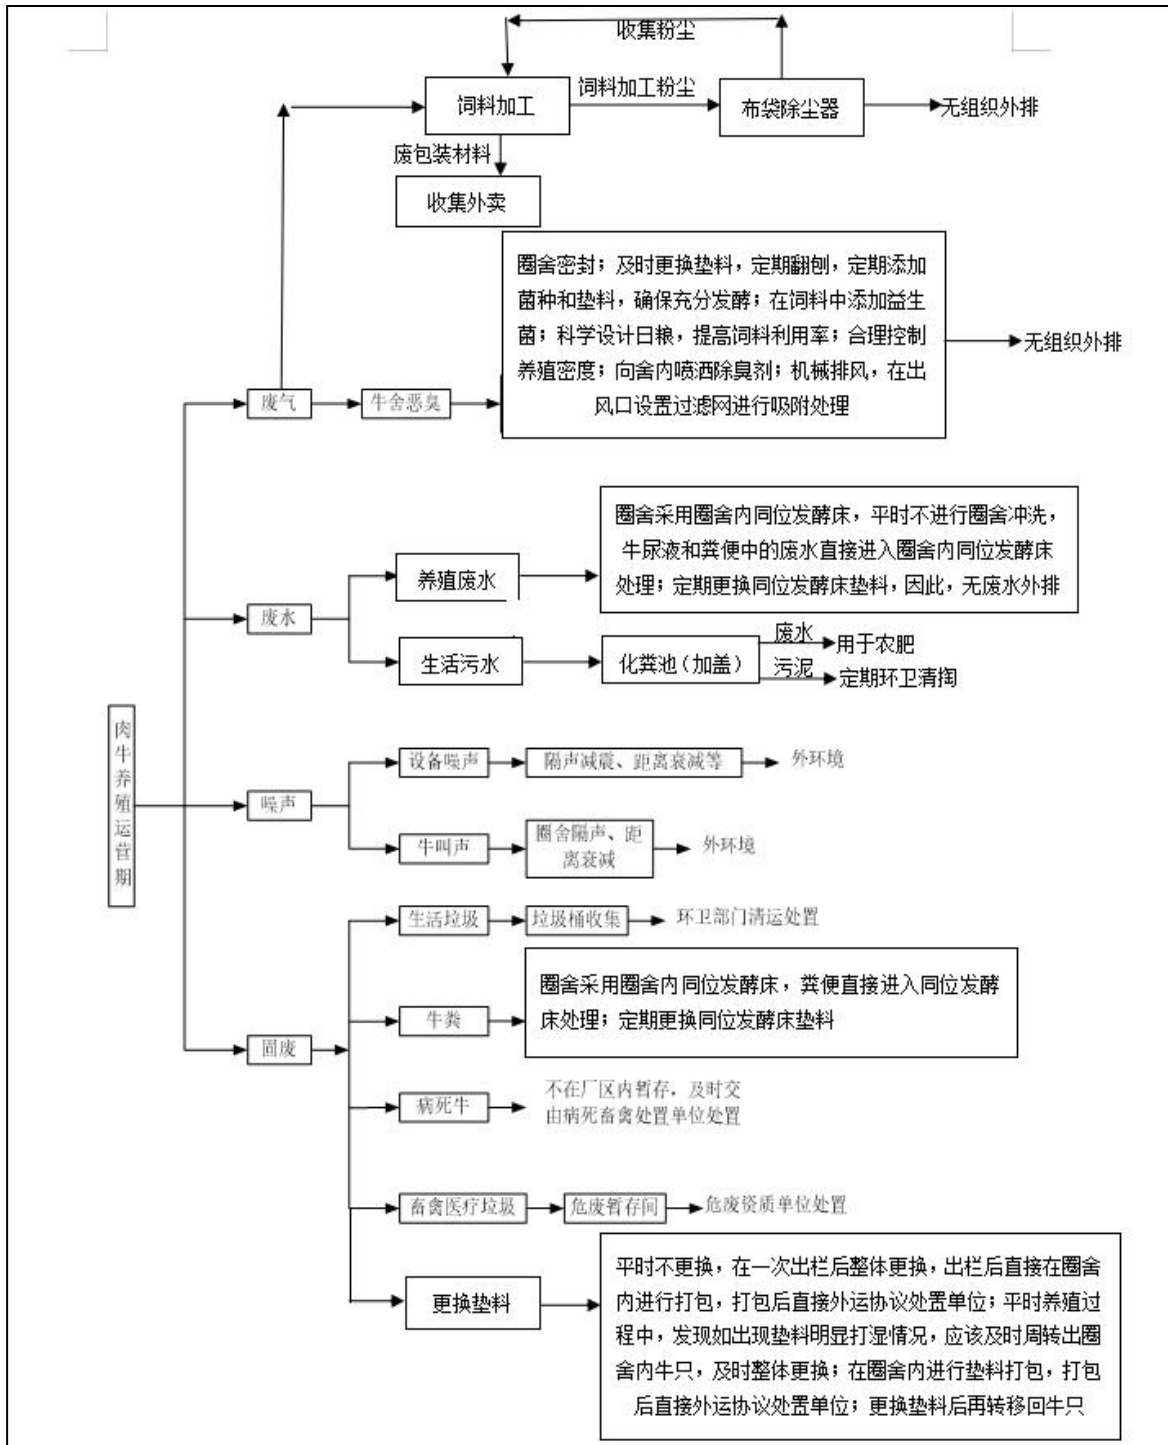 收集粉尘
饲料加工
饲料加工粉尘
布袋除尘器
无组织外排
废包装材料
收集外卖
圈舍密封；及时更换垫料，定期翻刨，定期添加
菌种和垫料，确保充分发酵；在饲料中添加益生
菌；科学设计日粮，提高饲料利用率；合理控制
养殖密度；向舍内喷洒除臭剂；机械排风，在出
风口设置过滤网进行吸附处理
无组织外排
废气
牛舍恶臭
圈舍采用圈舍内同位发酵床，平时不进行圈舍冲洗，
牛尿液和粪便中的废水直接进入圈舍内同位发酵床
处理；定期更换同位发酵床垫料，因此，无废水外排
养殖废水
废水
生活污水
化粪池（加盖）
废水
用于农肥
污泥
定期环卫清掏
肉牛养殖运营期
设备噪声
隔声减震、距离衰减等
外环境
噪声
牛叫声
圈舍隔声、距
离衰减
外环境
生活垃圾
垃圾桶收集
环卫部门清运处置
圈舍采用圈舍内同位发酵床，粪便直接进入同位发酵
床处理；定期更换同位发酵床垫料
牛粪
固废
病死牛
不在厂区内暂存，及时交
由病死畜禽处置单位处置
畜禽医疗垃圾
危废暂存间
危废资质单位处置
更换垫料
平时不更换，在一次出栏后整体更换，出栏后直接在圈舍
内进行打包，打包后直接外运协议处置单位；平时养殖过
程中，发现如出现垫料明显打湿情况，应该及时周转出圈
舍内牛只，及时整体更换；在圈舍内进行垫料打包，打包
后直接外运协议处置单位；更换垫料后再转移回牛只